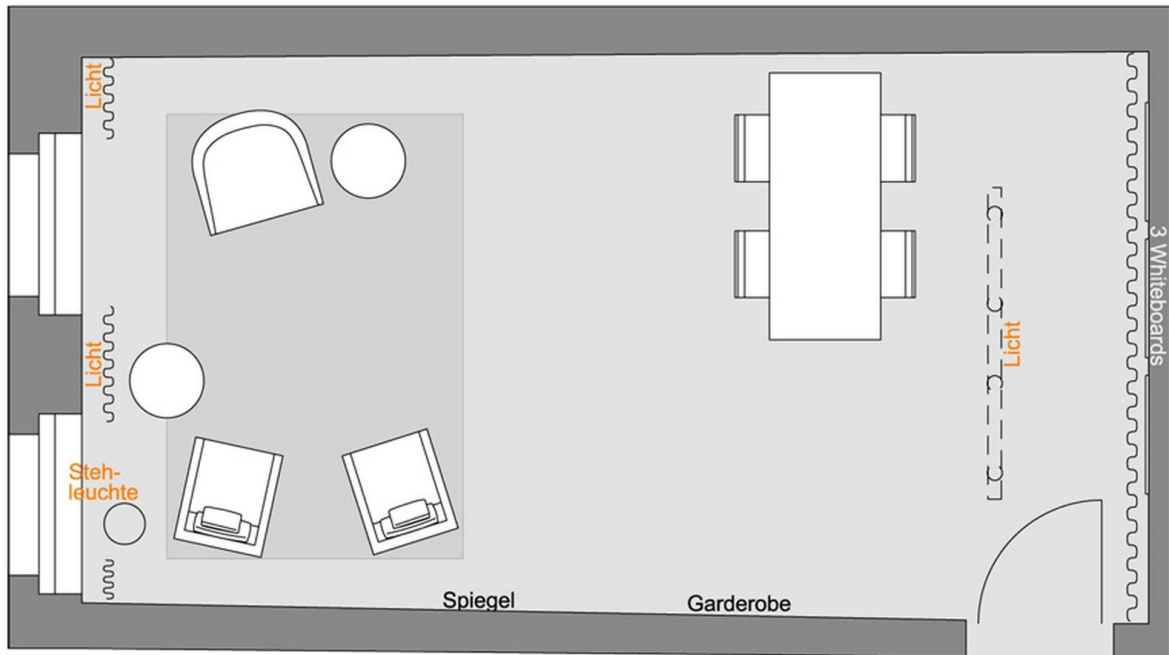 Licht
3 Whiteboards
Licht
Licht
Steh-
leuchte
Spiegel
Garderobe